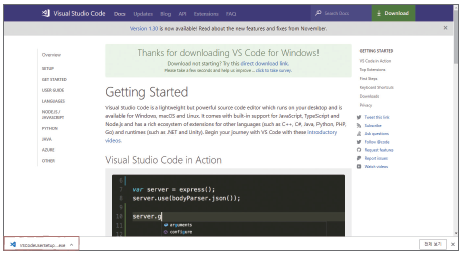 Visual Studio Code
Docs
Updates
Blog
API
Extensions
FAQ
Search Docs
Download
Version 1.30 is now available! Read about the new features and fixes from November.
Overview
SETUP
GET STARTED
USER GUIDE
LANGUAGES
NODE.JS /
JAVASCRIPT
PYTHON
JAVA
AZURE
OTHER
Thanks for downloading VS Code for Windows!
Download not starting? Try this direct download link.
Please take a few seconds and help us improve ... click to take survey.
Getting Started
Visual Studio Code is a lightweight but powerful source code editor which runs on your desktop and is
available for Windows, macOS and Linux. It comes with built-in support for JavaScript, TypeScript and
Node.js and has a rich ecosystem of extensions for other languages (such as C++, C#, Java, Python, PHP,
Go) and runtimes (such as .NET and Unity). Begin your journey with VS Code with these introductory
videos.
Visual Studio Code in Action
6
7 var server = express();
8 server.use(bodyParser.json());
9
10 server.g
11 arguments
12 configure
GETTING STARTED
VS Code in Action
Top Extensions
First Steps
Keyboard Shortcuts
Downloads
Privacy
Tweet this link
Subscribe
Ask questions
Follow @code
Request features
Report issues
Watch videos
VSCodeUserSetup-...exe
전체 보기